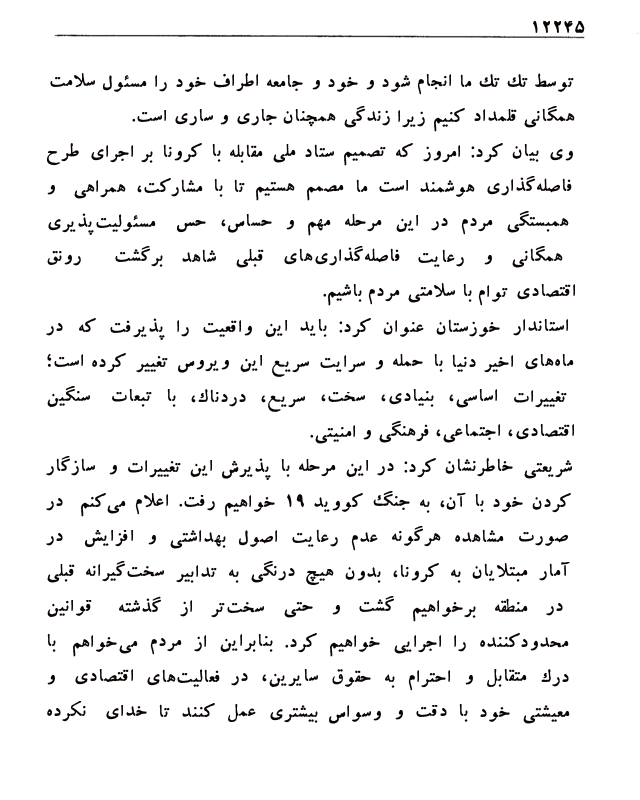 ۱۲۲۴۵
توسط تك تك ما انجام شود و خود و جامعه اطراف خود را مسئول سلامت
همگانی قلمداد کنیم زیرا زندگی همچنان جاری و ساری است.
وی بیان کرد: امروز که تصمیم ستاد ملی مقابله با کرونا بر اجرای طرح
فاصله‌گذاری هوشمند است ما مصمم هستیم تا با مشارکت، همراهی و
همبستگی مردم در این مرحله مهم و حساس، حس مسئولیت‌پذیری
همگانی و رعایت فاصله‌گذاری‌های قبلی شاهد برگشت رونق
اقتصادی توام با سلامتی مردم باشیم.
استاندار خوزستان عنوان کرد: باید این واقعیت را پذیرفت که در
ماه‌های اخیر دنیا با حمله و سرایت سریع این ویروس تغییر کرده است؛
تغییرات اساسی، بنیادی، سخت، سریع، دردناك، با تبعات سنگین
اقتصادی، اجتماعی، فرهنگی و امنیتی.
شریعتی خاطرنشان کرد: در این مرحله با پذیرش این تغییرات و سازگار
کردن خود با آن، به جنگ کووید ۱۹ خواهیم رفت. اعلام می‌کنم در
صورت مشاهده هرگونه عدم رعایت اصول بهداشتی و افزایش در
آمار مبتلایان به کرونا، بدون هیچ درنگی به تدابیر سخت‌گیرانه قبلی
در منطقه برخواهیم گشت و حتی سخت‌تر از گذشته قوانین
محدودکننده را اجرایی خواهیم کرد. بنابراین از مردم می‌خواهم با
درك متقابل و احترام به حقوق سایرین، در فعالیت‌های اقتصادی و
معیشتی خود با دقت و وسواس بیشتری عمل کنند تا خدای نکرده